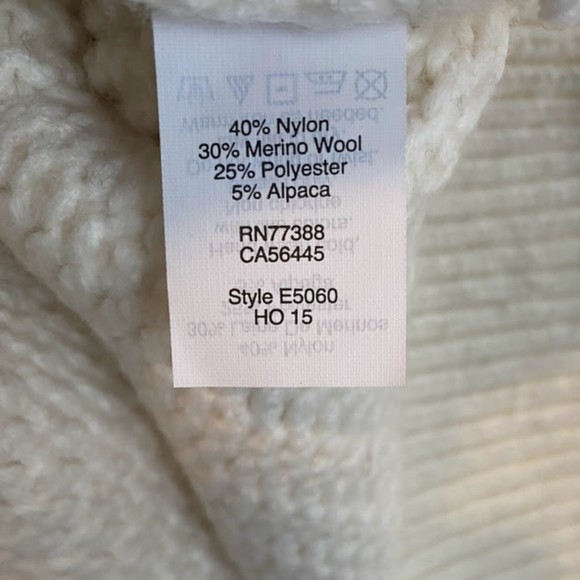 40% Nylon
30% Merino Wool
25% Polyester
5% Alpaca
RN77388
CA56445
Style E5060
HO 15